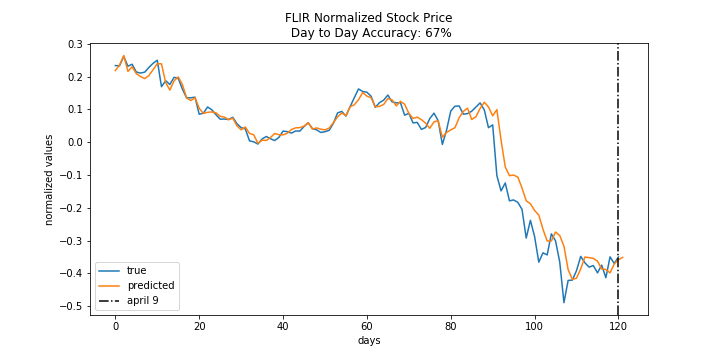 FLIR Normalized Stock Price
Day to Day Accuracy: 67%
0.3
0.2
0.1
0.0
−0.1
−0.2
−0.3
−0.4
−0.5
normalized values
true
predicted
april 9
0 20 40 60 80 100 120
days